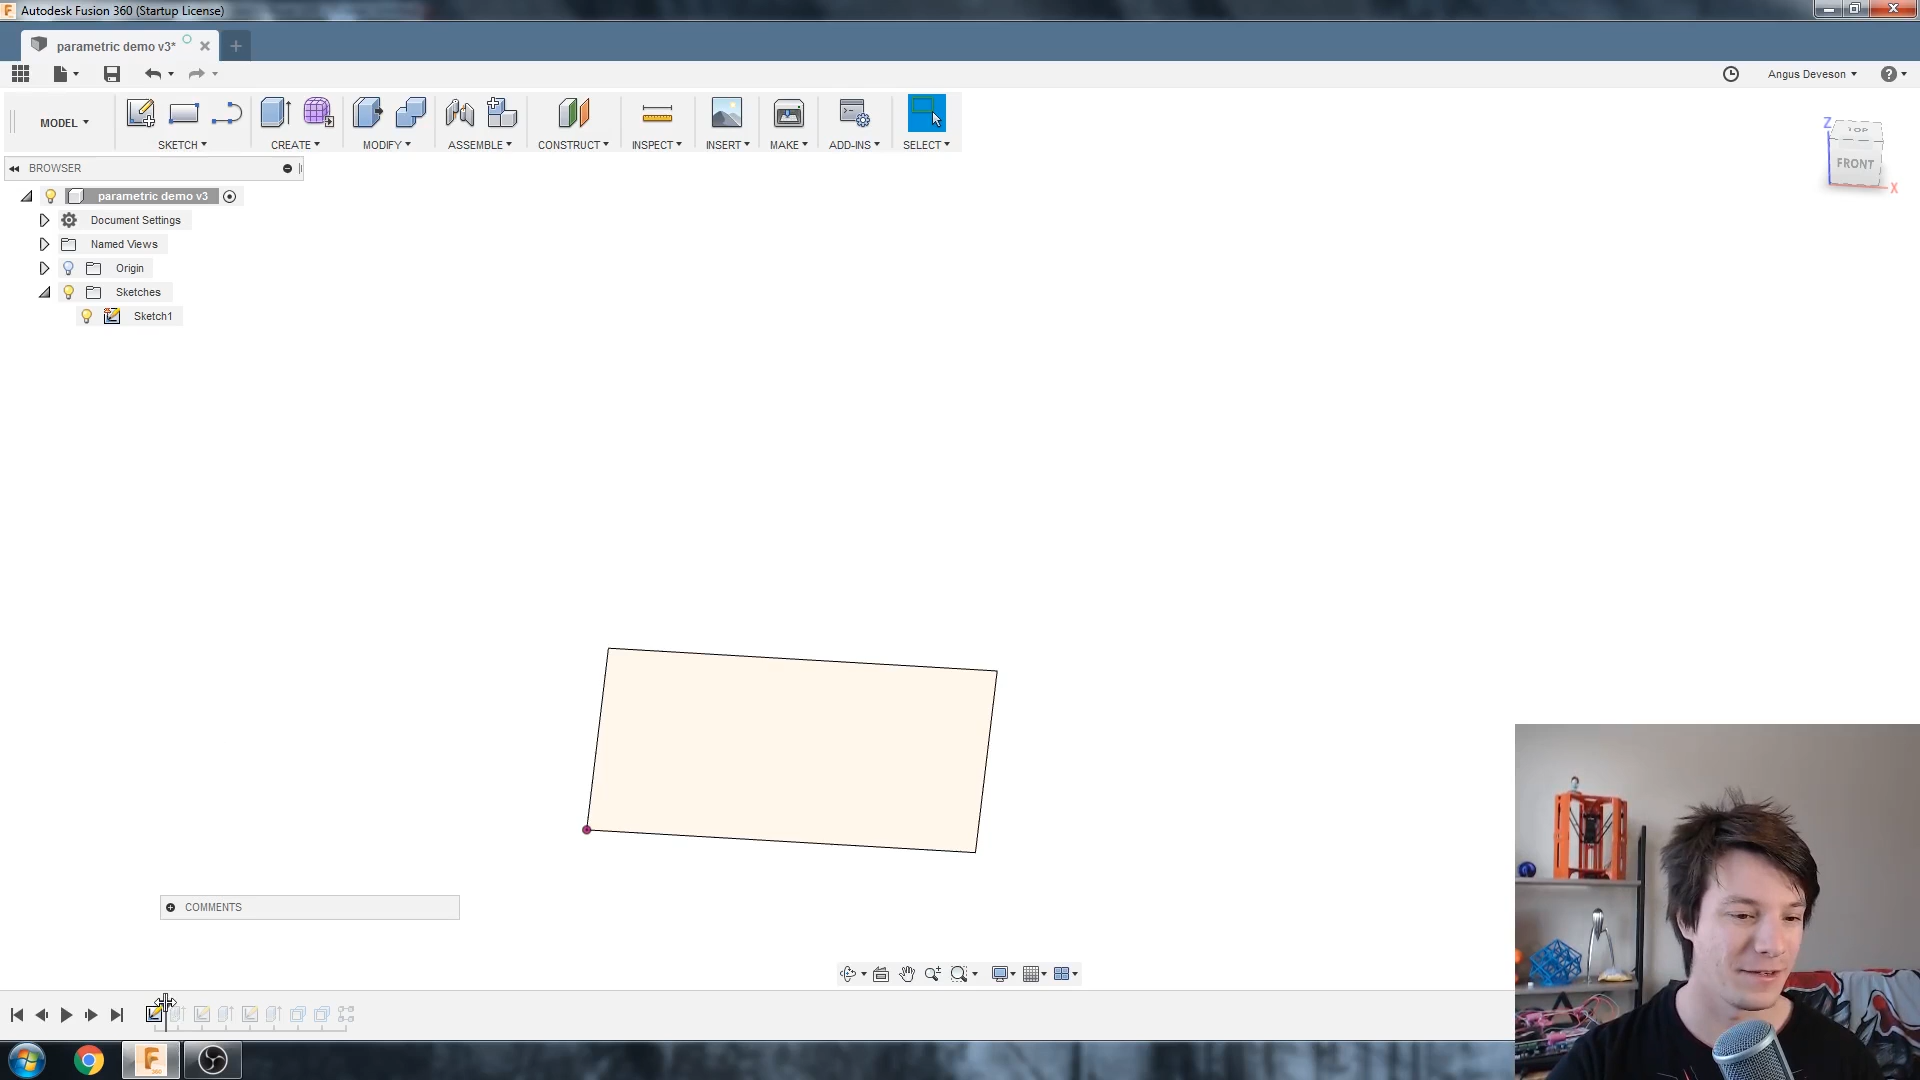 Autodesk Fusion 360 (Startup License)
parametric demo v3*
Angus Deveson
MODEL
SKETCH
CREATE
MODIFY
ASSEMBLE
CONSTRUCT
INSPECT
INSERT
MAKE
ADD-INS
SELECT
Z
TOP
FRONT
X
BROWSER
parametric demo v3
Document Settings
Named Views
Origin
Sketches
Sketch1
COMMENTS